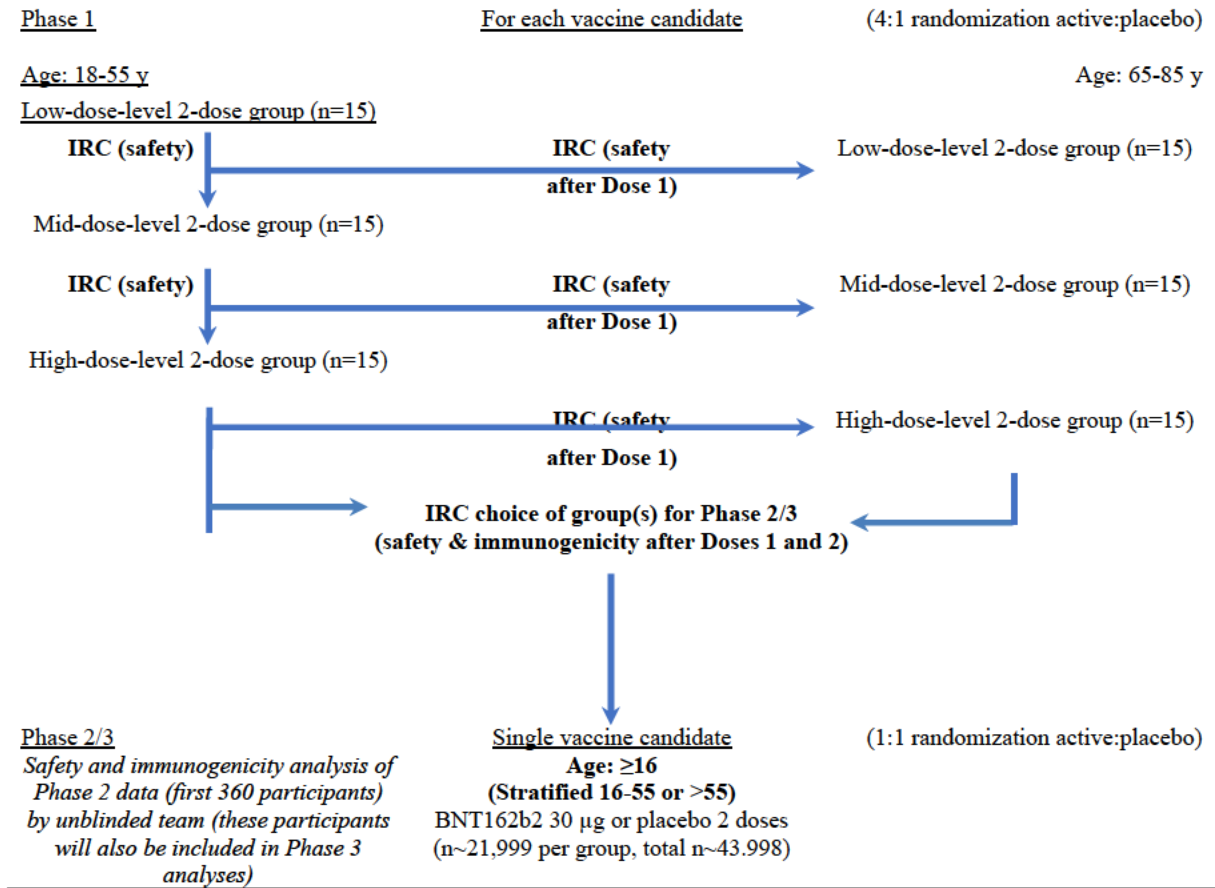 Phase 1 For each vaccine candidate (4:1 randomization active:placebo)
Age: 18-55 y Age: 65-85 y
Low-dose-level 2-dose group (n=15)
IRC (safety) IRC (safety Low-dose-level 2-dose group (n=15)
after Dose 1)
Mid-dose-level 2-dose group (n=15)
IRC (safety) IRC (safety Mid-dose-level 2-dose group (n=15)
after Dose 1)
High-dose-level 2-dose group (n=15)
IRC (safety High-dose-level 2-dose group (n=15)
after Dose 1)
IRC choice of group(s) for Phase 2/3
(safety & immunogenicity after Doses 1 and 2)
Phase 2/3 Single vaccine candidate (1:1 randomization active:placebo)
Safety and immunogenicity analysis of
Phase 2 data (first 360 participants)
by unblinded team (these participants
will also be included in Phase 3
analyses)
Age: ≥16
(Stratified 16-55 or >55)
BNT162b2 30 µg or placebo 2 doses
(n~21,999 per group, total n~43.998)